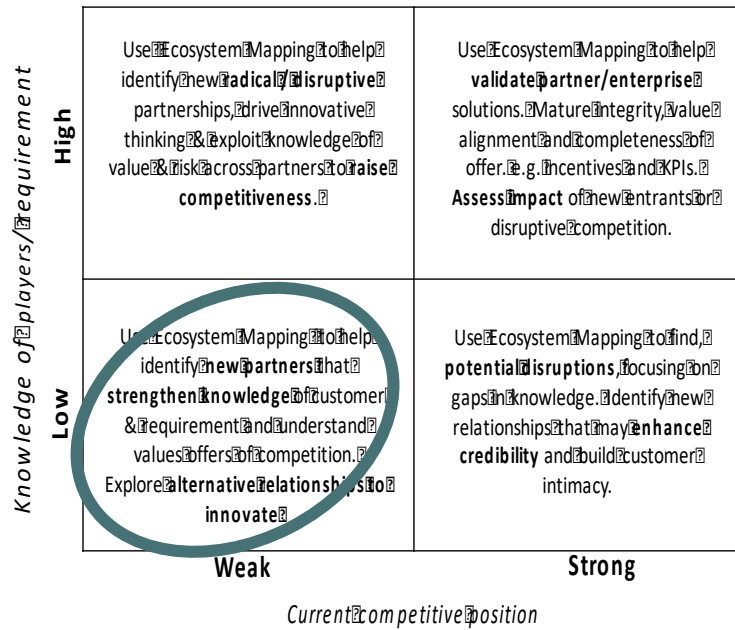 Knowledge of players/ requirement
High
Use Ecosystem Mapping to help
identify new radical / disruptive
partnerships, drive innovative
thinking & exploit knowledge of
value & risk across partners to raise
competitiveness.
Use Ecosystem Mapping to help
validate partner/enterprise
solutions. Mature integrity, value
alignment and completeness of
offer. e.g. incentives and KPIs.
Assess impact of new entrants or
disruptive competition.
Low
Use Ecosystem Mapping to help
identify new partners that
strengthen knowledge of customer
& requirement and understand
values offers of competition.
Explore alternative relationships to
innovate
Use Ecosystem Mapping to find,
potential disruptions, focusing on
gaps in knowledge. Identify new
relationships that may enhance
credibility and build customer
intimacy.
Weak
Strong
Current competitive position